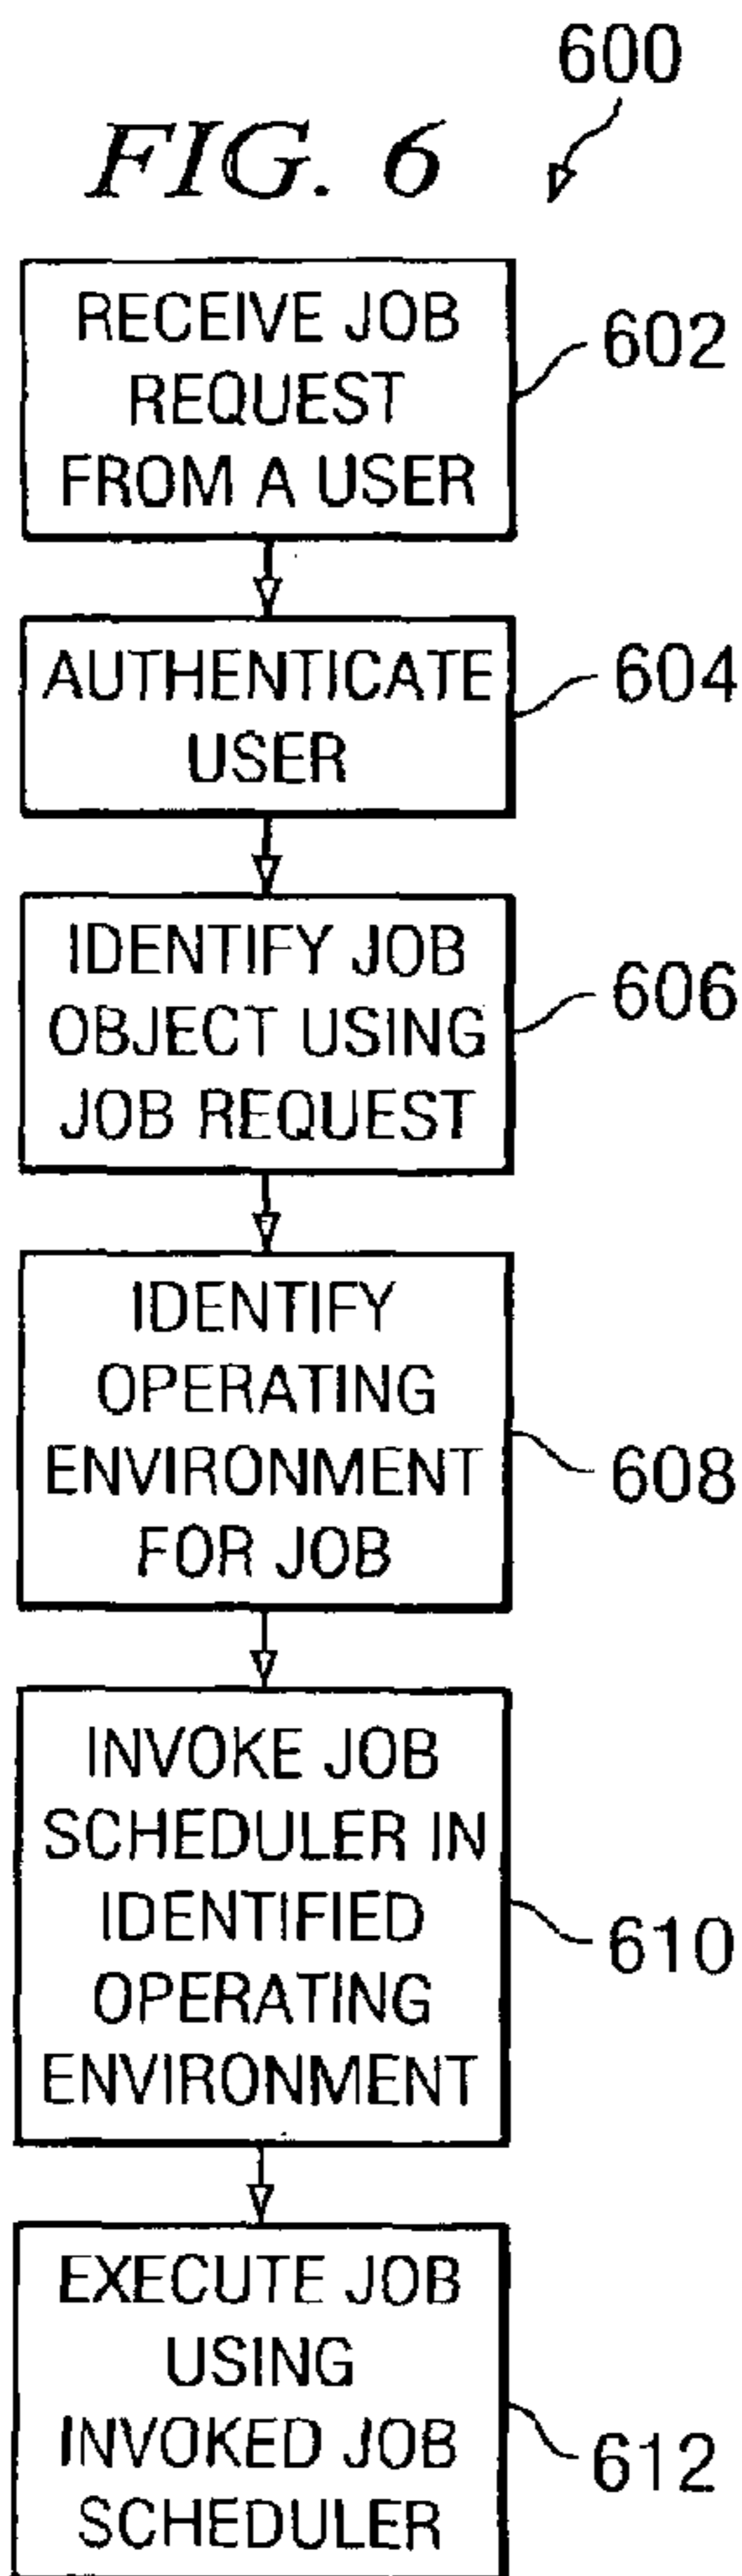 600
FIG. 6
RECEIVE JOB
REQUEST
FROM A USER
602
AUTHENTICATE
USER
604
IDENTIFY JOB
OBJECT USING
JOB REQUEST
606
IDENTIFY
OPERATING
ENVIRONMENT
FOR JOB
608
INVOKE JOB
SCHEDULER IN
IDENTIFIED
OPERATING
ENVIRONMENT
610
EXECUTE JOB
USING
INVOKED JOB
SCHEDULER
612